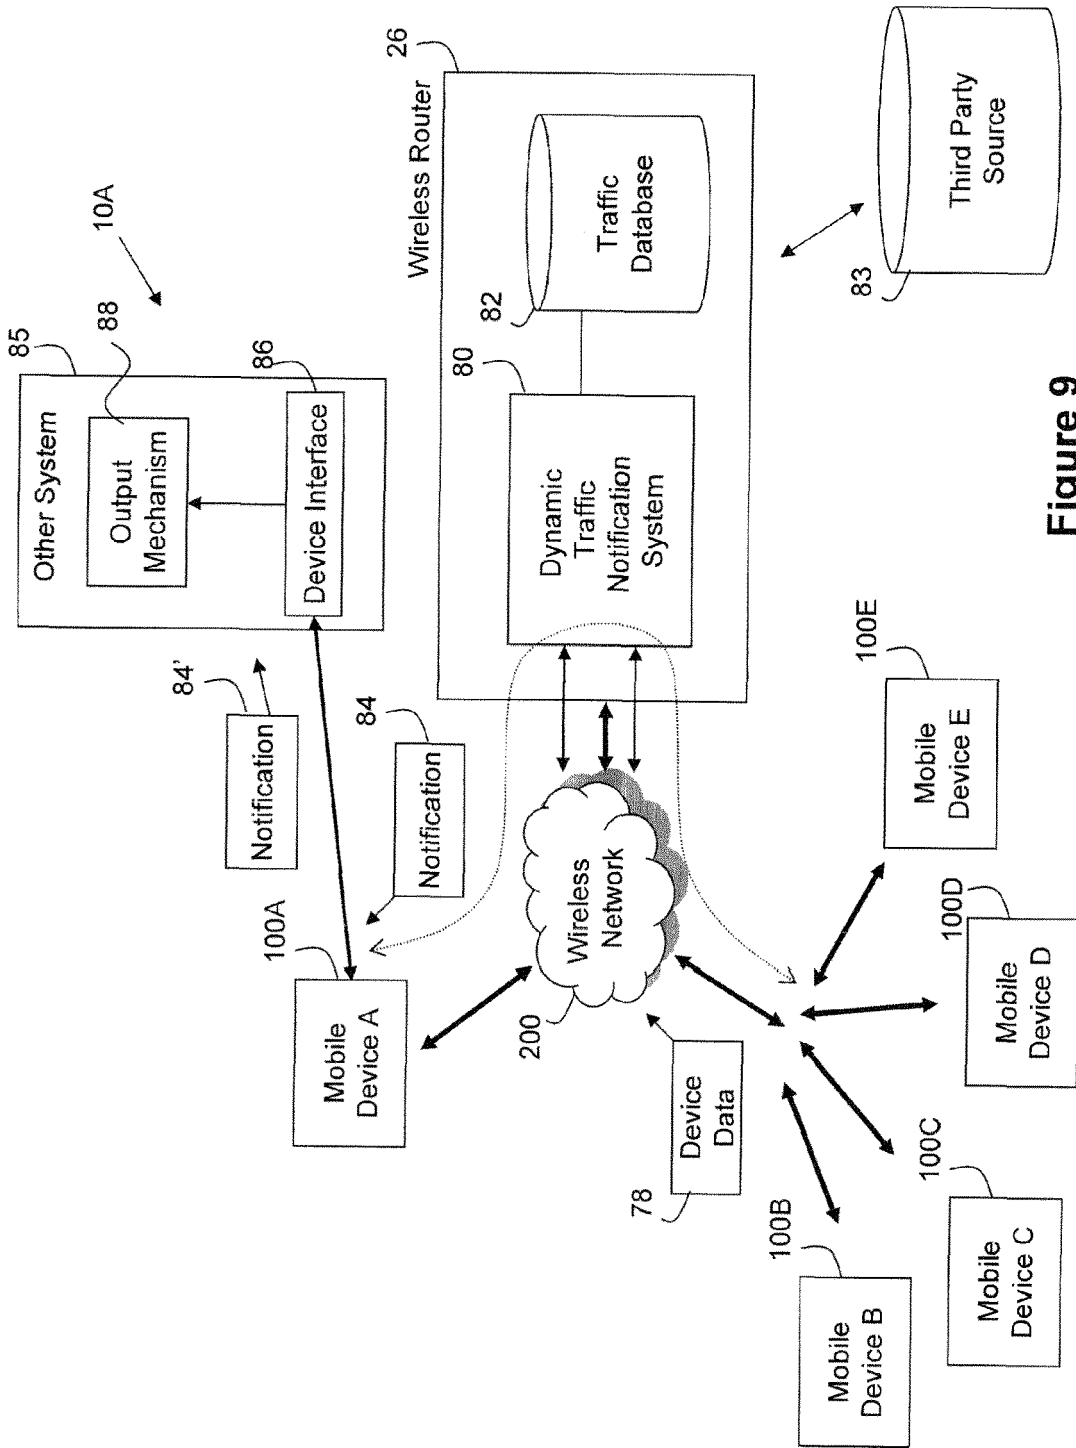 10A
85
Other System
88
Output
Mechanism
86
Device Interface
84'
Notification
84
Notification
100A
Mobile
Device A
Wireless Router
26
80
Dynamic
Traffic
Notification
System
82
Traffic
Database
83
Third Party
Source
200
Wireless
Network
78
Device
Data
100B
Mobile
Device B
100C
Mobile
Device C
100D
Mobile
Device D
100E
Mobile
Device E
Figure 9